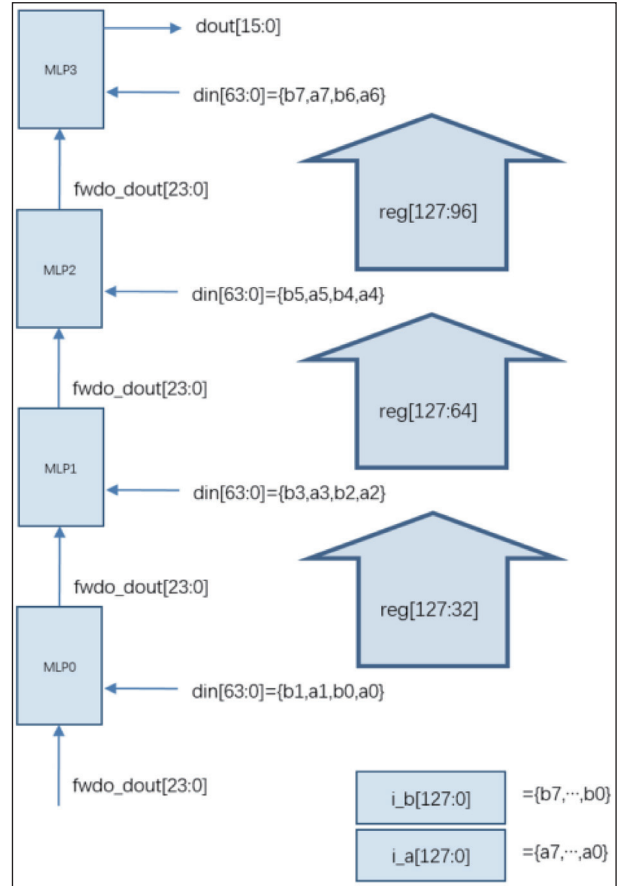 dout[15:0]
MLP3
din[63:0]={b7,a7,b6,a6}
fwdo_dout[23:0]
reg[127:96]
MLP2
din[63:0]={b5,a5,b4,a4}
fwdo_dout[23:0]
reg[127:64]
MLP1
din[63:0]={b3,a3,b2,a2}
fwdo_dout[23:0]
reg[127:32]
MLP0
din[63:0]={b1,a1,b0,a0}
fwdo_dout[23:0]
i_b[127:0] ={b7,···,b0}
i_a[127:0] ={a7,···,a0}